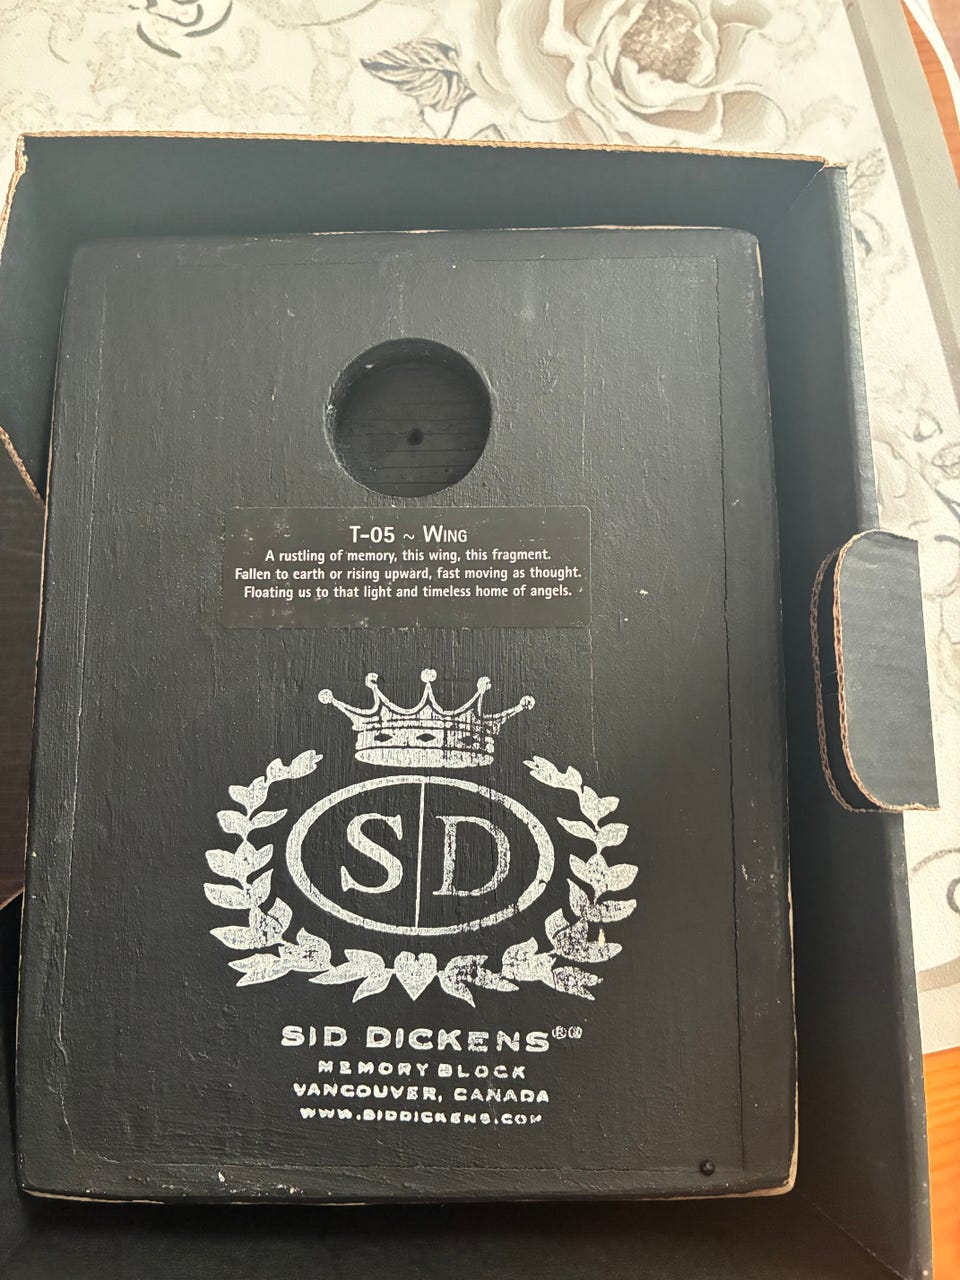 T-05 ~ Wing
A rustling of memory, this wing, this fragment.
Fallen to earth or rising upward, fast moving as thought.
Floating us to that light and timeless home of angels.
S D
SID DICKENS®®
MEMORY BLOCK
VANCOUVER, CANADA
WWW.SIDDICKENS.COM